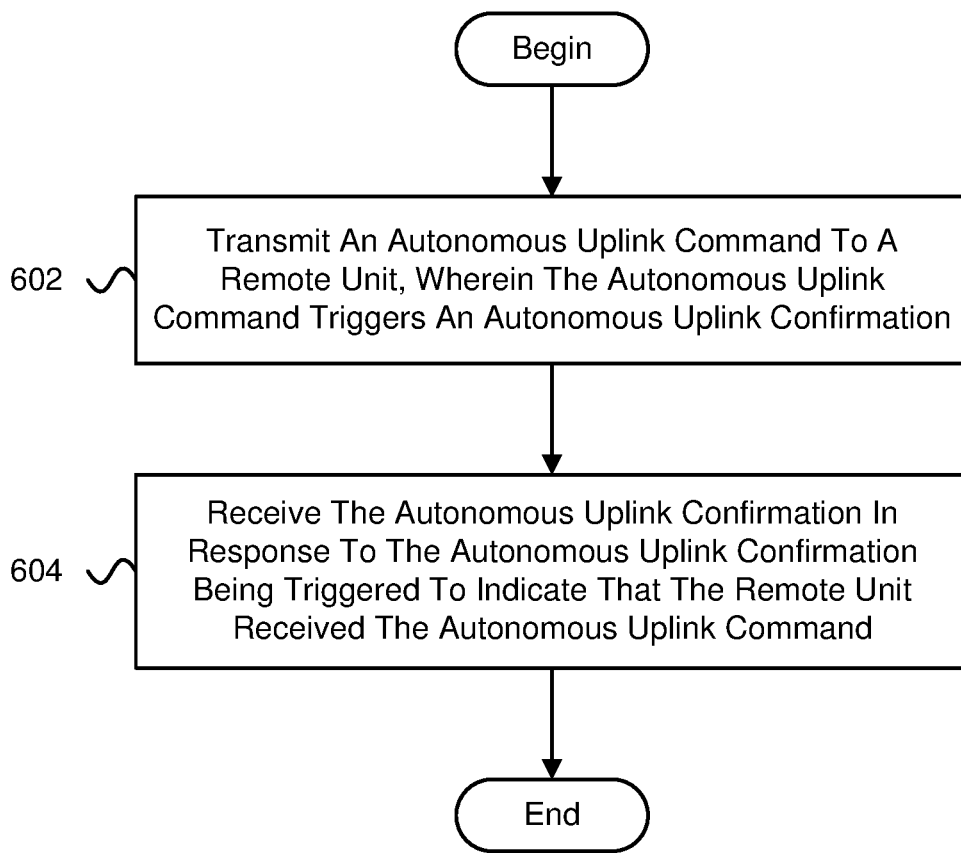 Begin
602
Transmit An Autonomous Uplink Command To A
Remote Unit, Wherein The Autonomous Uplink
Command Triggers An Autonomous Uplink Confirmation
604
Receive The Autonomous Uplink Confirmation In
Response To The Autonomous Uplink Confirmation
Being Triggered To Indicate That The Remote Unit
Received The Autonomous Uplink Command
End